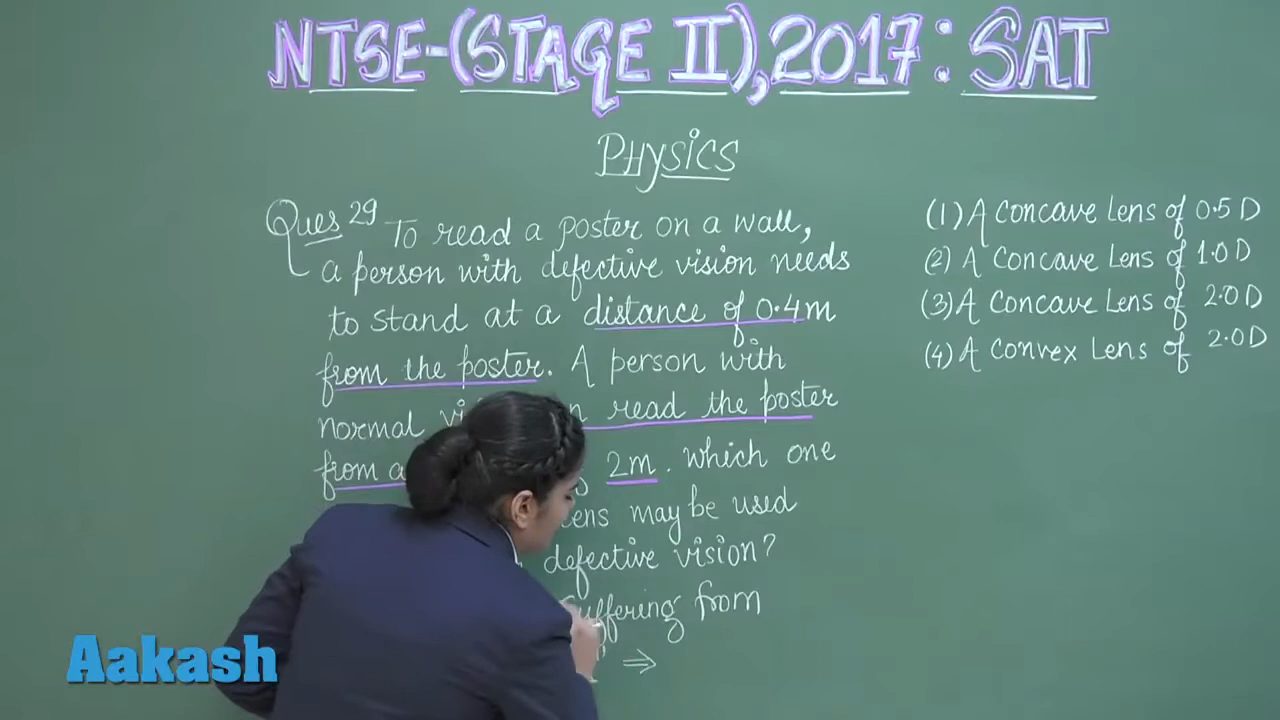 NTSE-(STAGE II), 2017: SAT
PHYSICS
Ques 29 To read a poster on a wall,
a person with defective vision needs
to stand at a distance of 0.4m
from the poster. A person with
normal read the poster
from a 2m. which one
may be used
defective vision?
Suffering from
⇒
(1) A Concave Lens of 0.5 D
(2) A Concave Lens of 1.0 D
(3) A Concave Lens of 2.0 D
(4) A Convex Lens of 2.0 D
Aakash